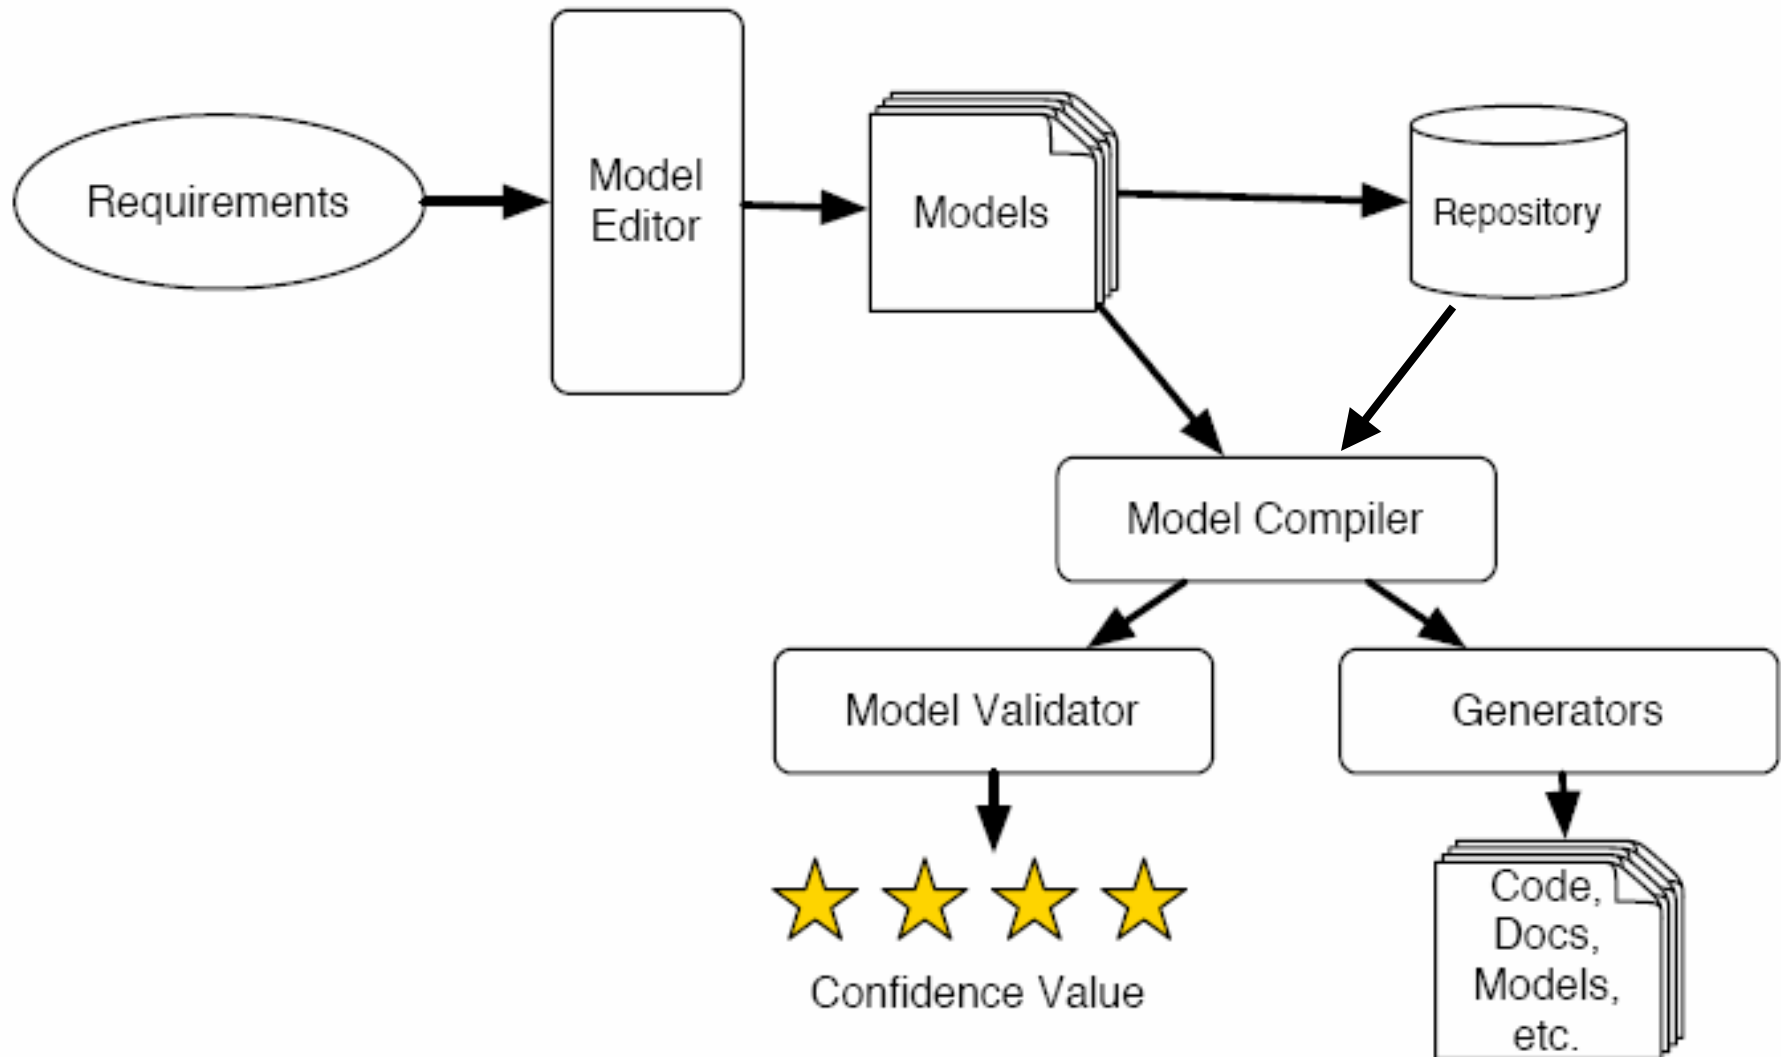 Requirements
Model
Editor
Models
Repository
Model Compiler
Model Validator
Generators
Confidence Value
Code,
Docs,
Models,
etc.